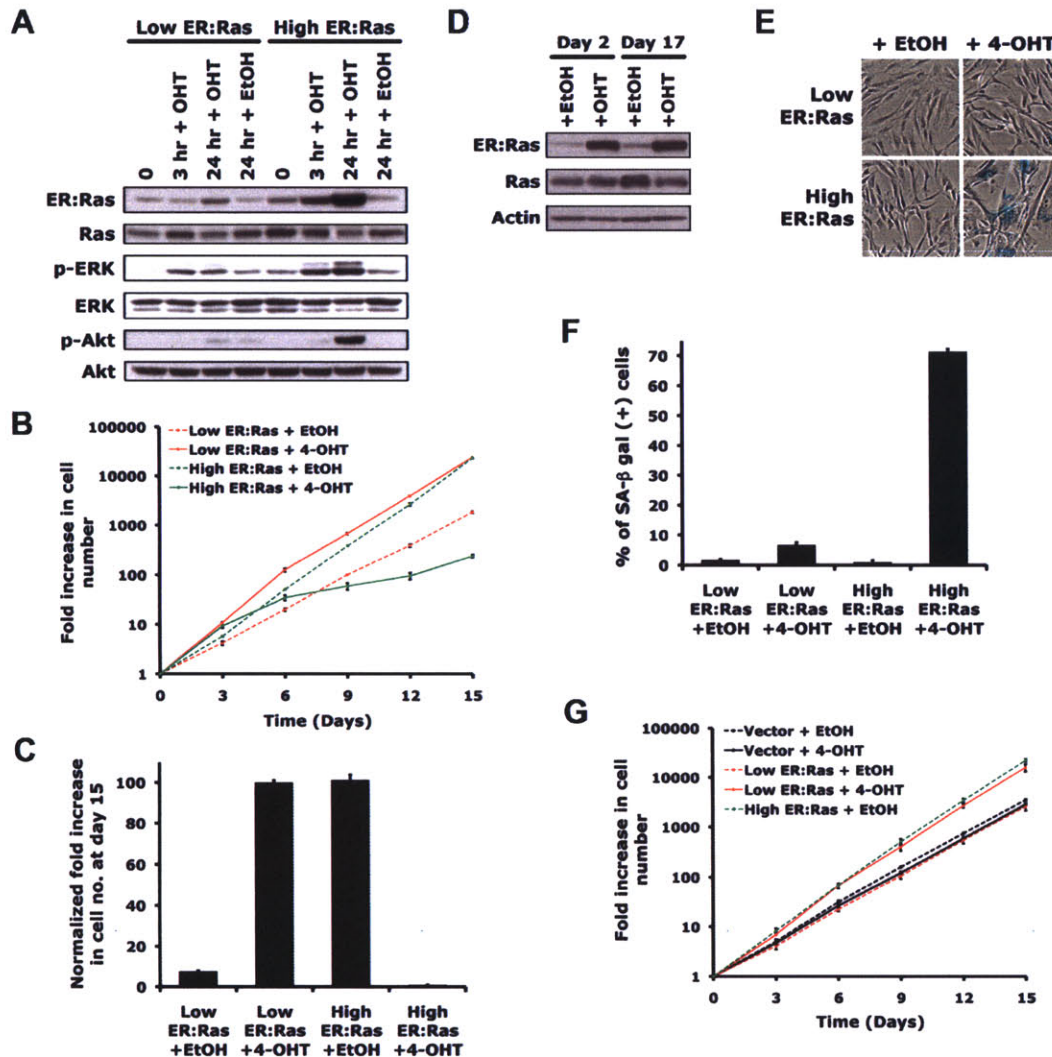 A
Low ER:Ras High ER:Ras
0
3 hr + OHT
24 hr + OHT
24 hr + EtOH
0
3 hr + OHT
24 hr + OHT
24 hr + EtOH
ER:Ras
Ras
p-ERK
ERK
p-Akt
Akt
B
Fold increase in cell
number
100000
10000
1000
100
10
1
Low ER:Ras + EtOH
Low ER:Ras + 4-OHT
High ER:Ras + EtOH
High ER:Ras + 4-OHT
0 3 6 9 12 15
Time (Days)
C
Normalized fold increase
in cell no. at day 15
100
80
60
40
20
0
Low
ER:Ras
+EtOH
Low
ER:Ras
+4-OHT
High
ER:Ras
+EtOH
High
ER:Ras
+4-OHT
D
Day 2 Day 17
+EtOH
+OHT
+EtOH
+OHT
ER:Ras
Ras
Actin
E
+ EtOH + 4-OHT
Low
ER:Ras
High
ER:Ras
F
% of SA-β gal (+) cells
70
60
50
40
30
20
10
0
Low
ER:Ras
+EtOH
Low
ER:Ras
+4-OHT
High
ER:Ras
+EtOH
High
ER:Ras
+4-OHT
G
Fold increase in cell
number
100000
10000
1000
100
10
1
Vector + EtOH
Vector + 4-OHT
Low ER:Ras + EtOH
Low ER:Ras + 4-OHT
High ER:Ras + EtOH
0 3 6 9 12 15
Time (Days)